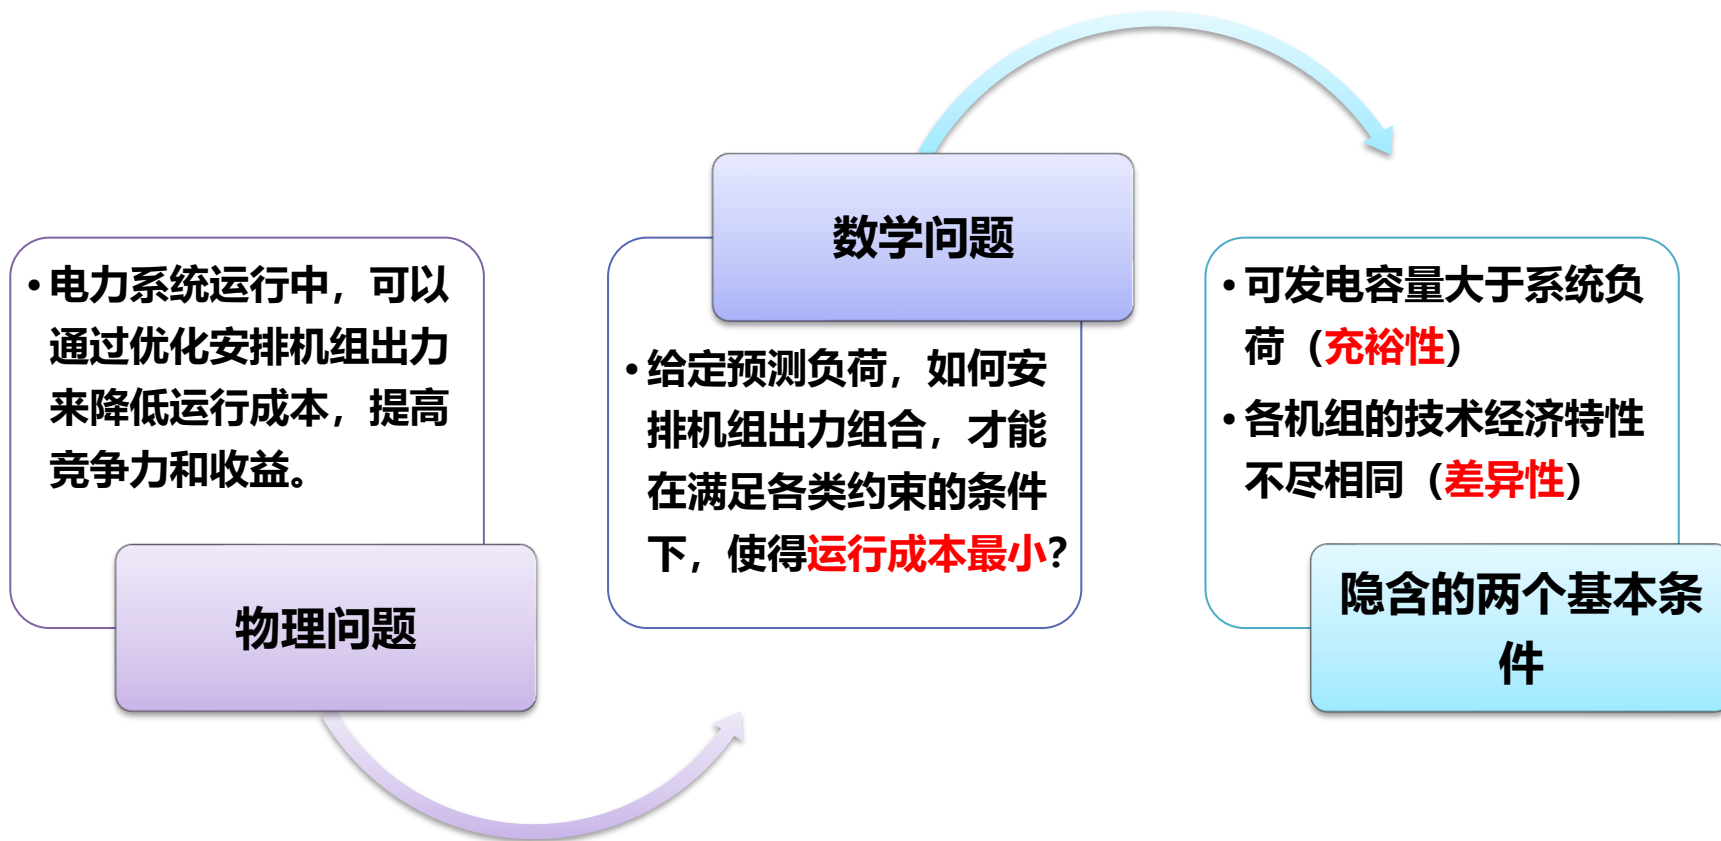 •电力系统运行中，可以
通过优化安排机组出力
来降低运行成本，提高
竞争力和收益。
物理问题
数学问题
•给定预测负荷，如何安
排机组出力组合，才能
在满足各类约束的条件
下，使得运行成本最小？
•可发电容量大于系统负
荷（充裕性）
•各机组的技术经济特性
不尽相同（差异性）
隐含的两个基本条
件